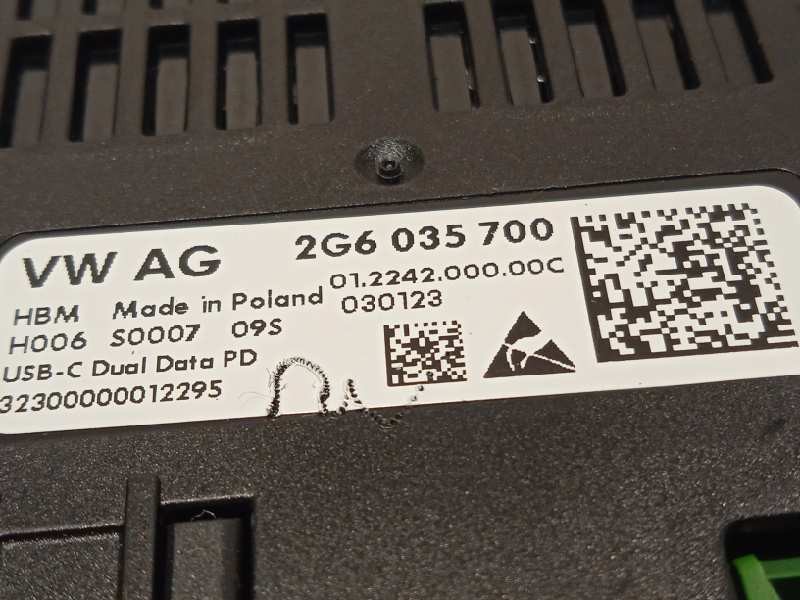 VW AG 2G6 035 700
01.2242.000.00C
HBM Made in Poland 030123
H006 S0007 09S
USB-C Dual Data PD
32300000012295